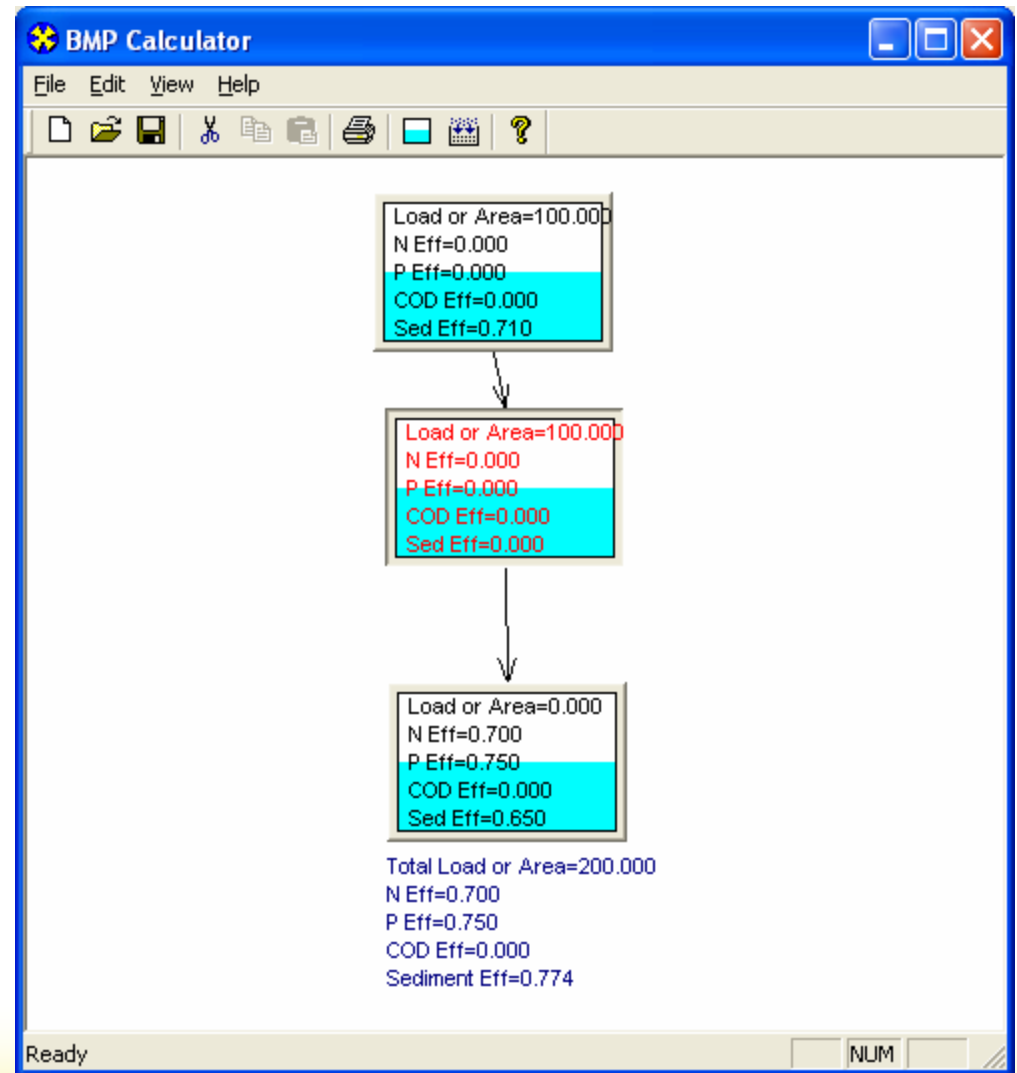 BMP Calculator
File Edit View Help
Load or Area=100.000
N Eff=0.000
P Eff=0.000
COD Eff=0.000
Sed Eff=0.710
Load or Area=100.000
N Eff=0.000
P Eff=0.000
COD Eff=0.000
Sed Eff=0.000
Load or Area=0.000
N Eff=0.700
P Eff=0.750
COD Eff=0.000
Sed Eff=0.650
Total Load or Area=200.000
N Eff=0.700
P Eff=0.750
COD Eff=0.000
Sediment Eff=0.774
Ready NUM